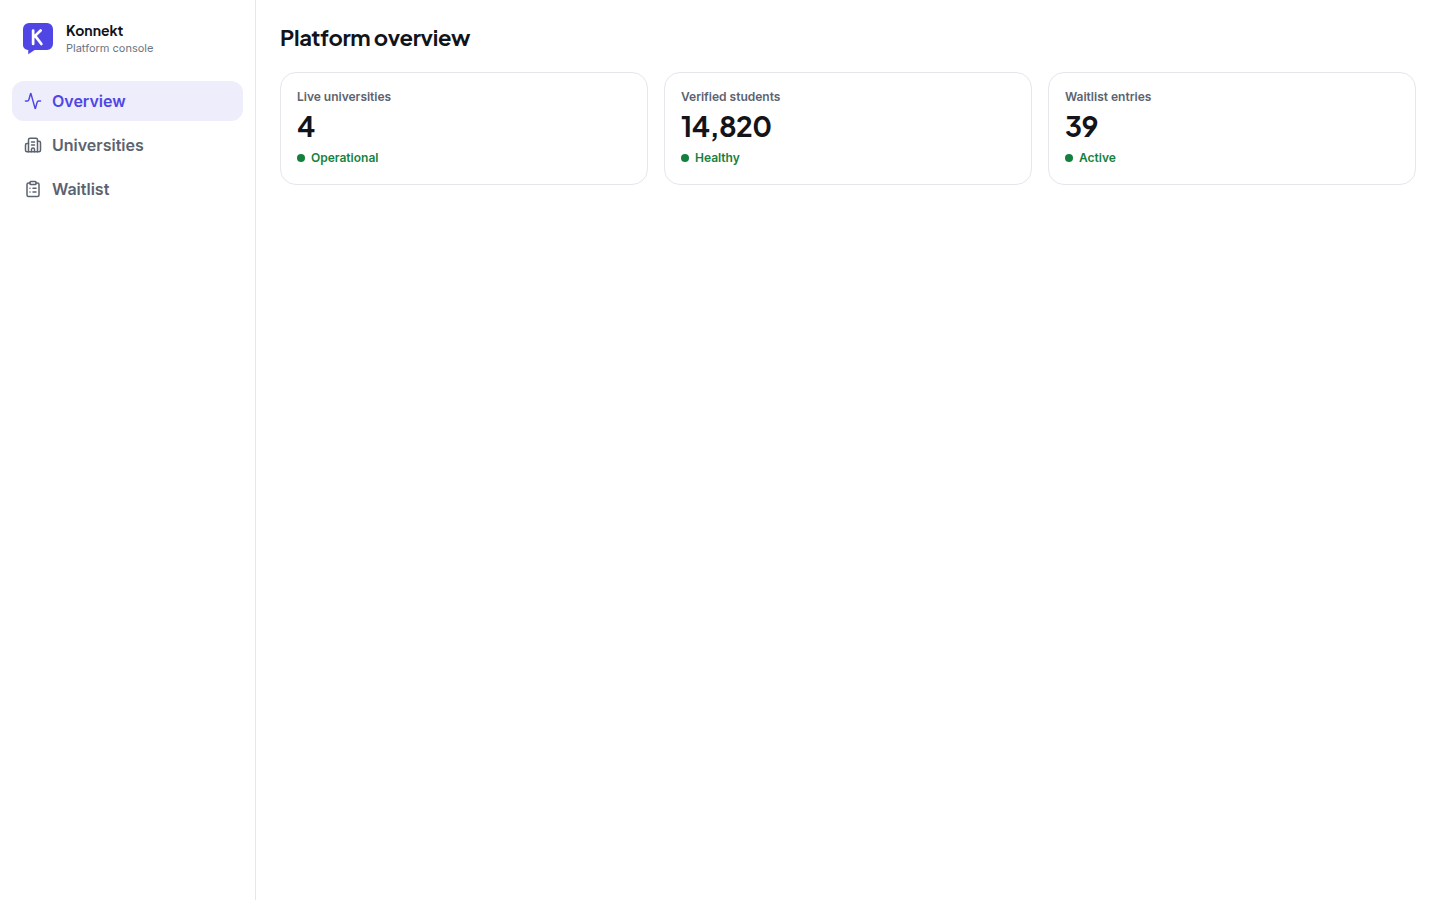 Konnekt
Platform console
Overview
Universities
Waitlist
Platform overview
Live universities
4
Operational
Verified students
14,820
Healthy
Waitlist entries
39
Active